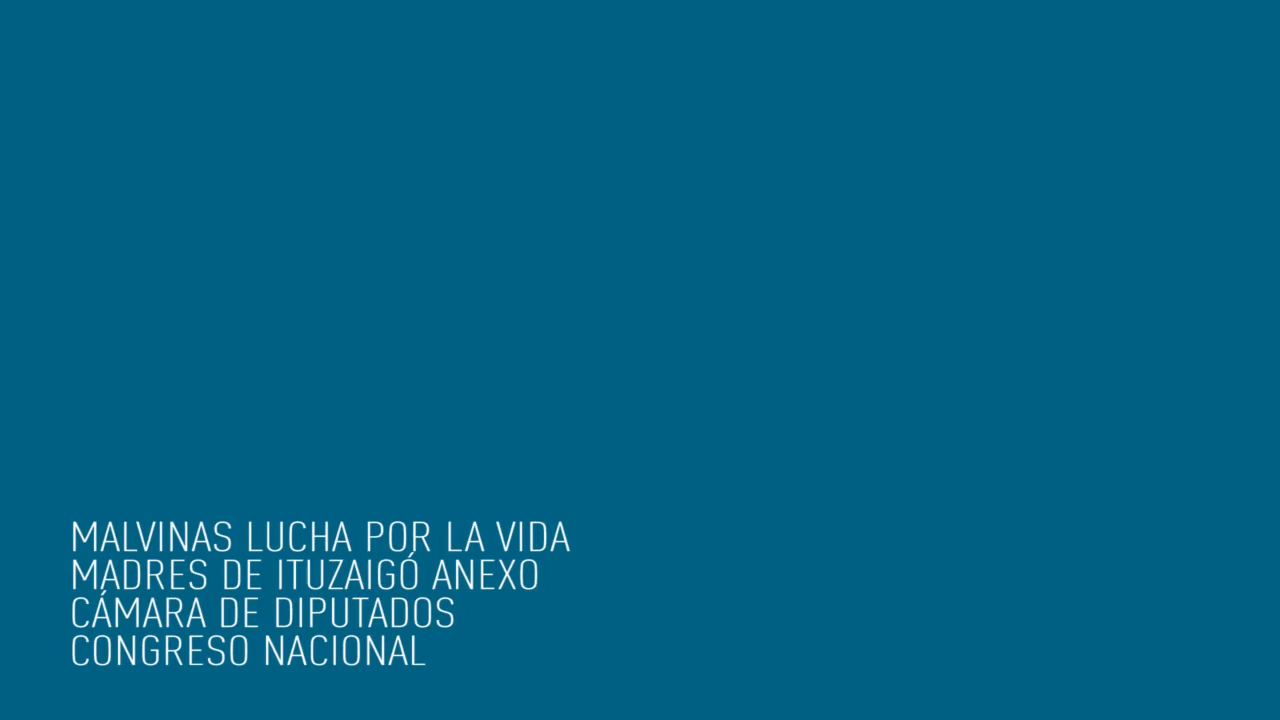 MALVINAS LUCHA POR LA VIDA
MADRES DE ITUZAIGÓ ANEXO
CÁMARA DE DIPUTADOS
CONGRESO NACIONAL